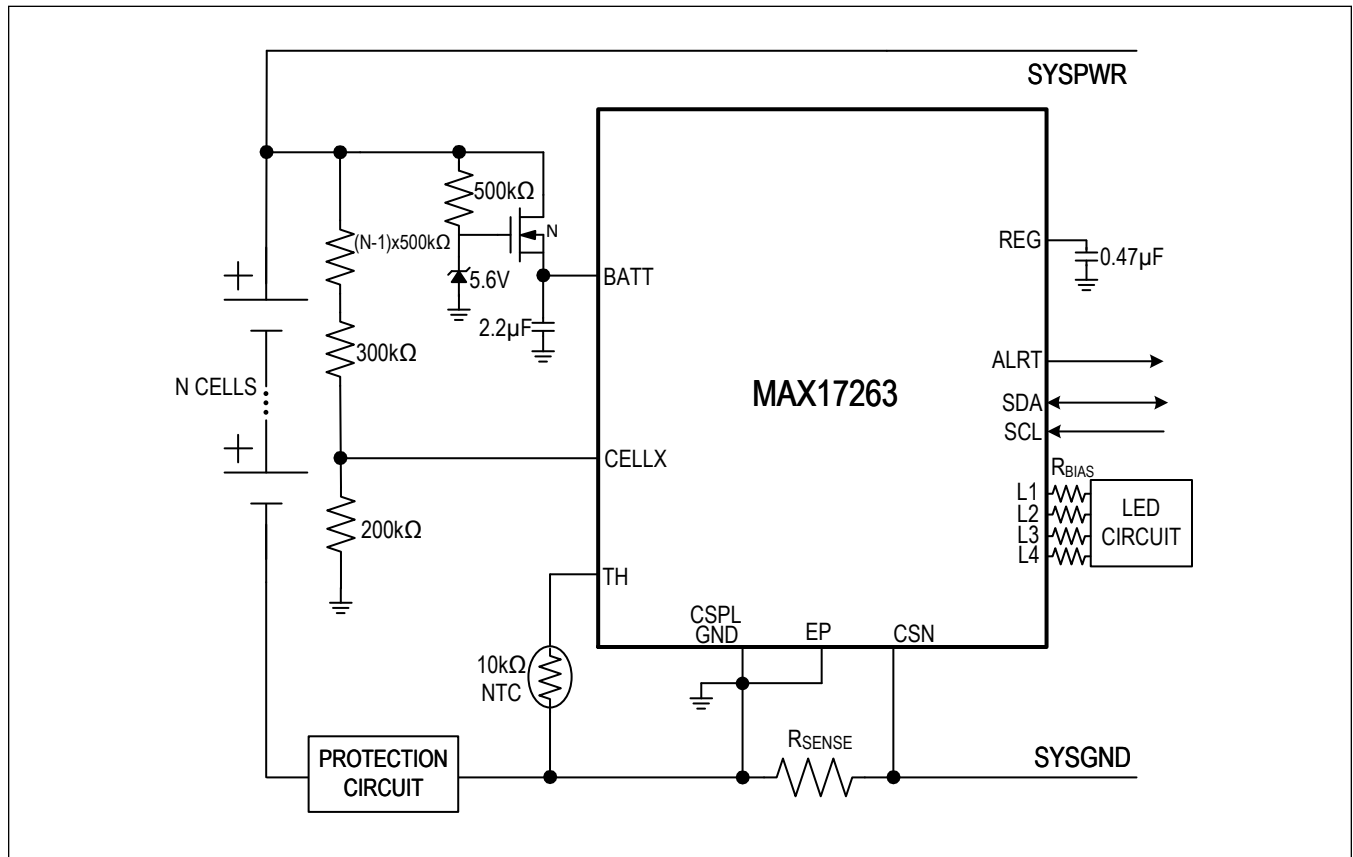 SYSPWR
500kΩ
(N-1)x500kΩ
N
5.6V
BATT
2.2µF
REG
0.47µF
300kΩ
N CELLS
MAX17263
ALRT
SDA
SCL
CELLX
200kΩ
RBIAS
L1
L2
L3
L4
LED
CIRCUIT
TH
CSPL
GND
EP
CSN
10kΩ
NTC
PROTECTION
CIRCUIT
RSENSE
SYSGND